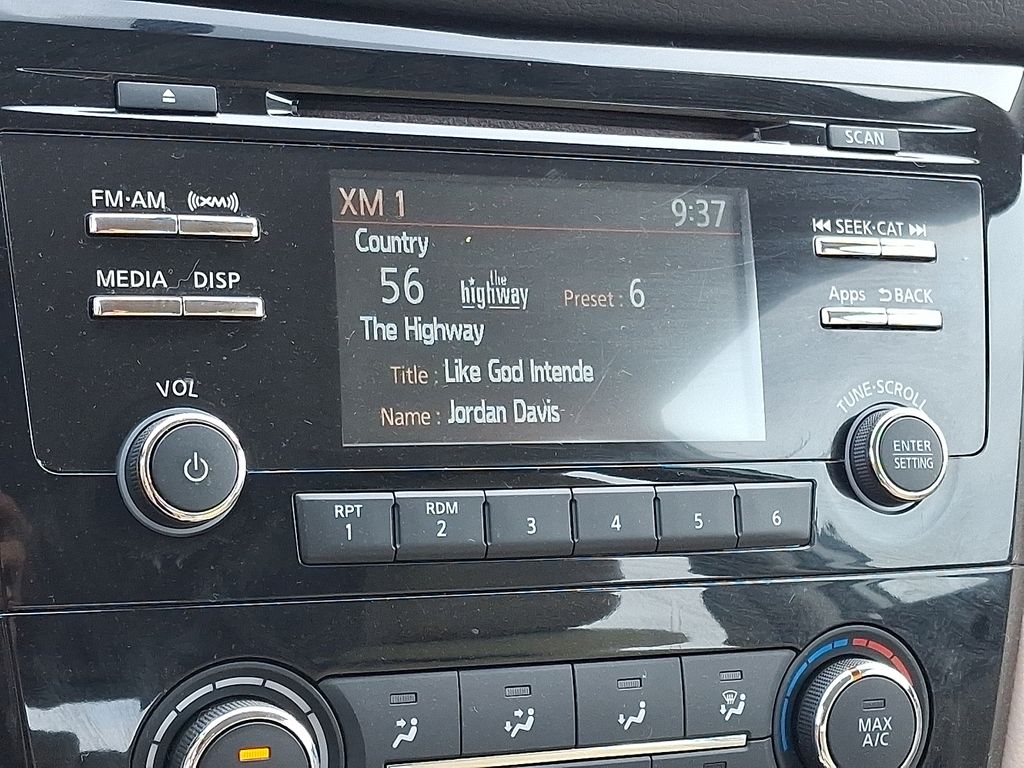 SCAN
FM·AM XM
MEDIA DISP
VOL
XM 1 9:37
Country
56 the highway Preset : 6
The Highway
Title : Like God Intende
Name : Jordan Davis
SEEK·CAT
Apps BACK
TUNE·SCROLL
ENTER
SETTING
RPT
1
RDM
2
3
4
5
6
MAX
A/C